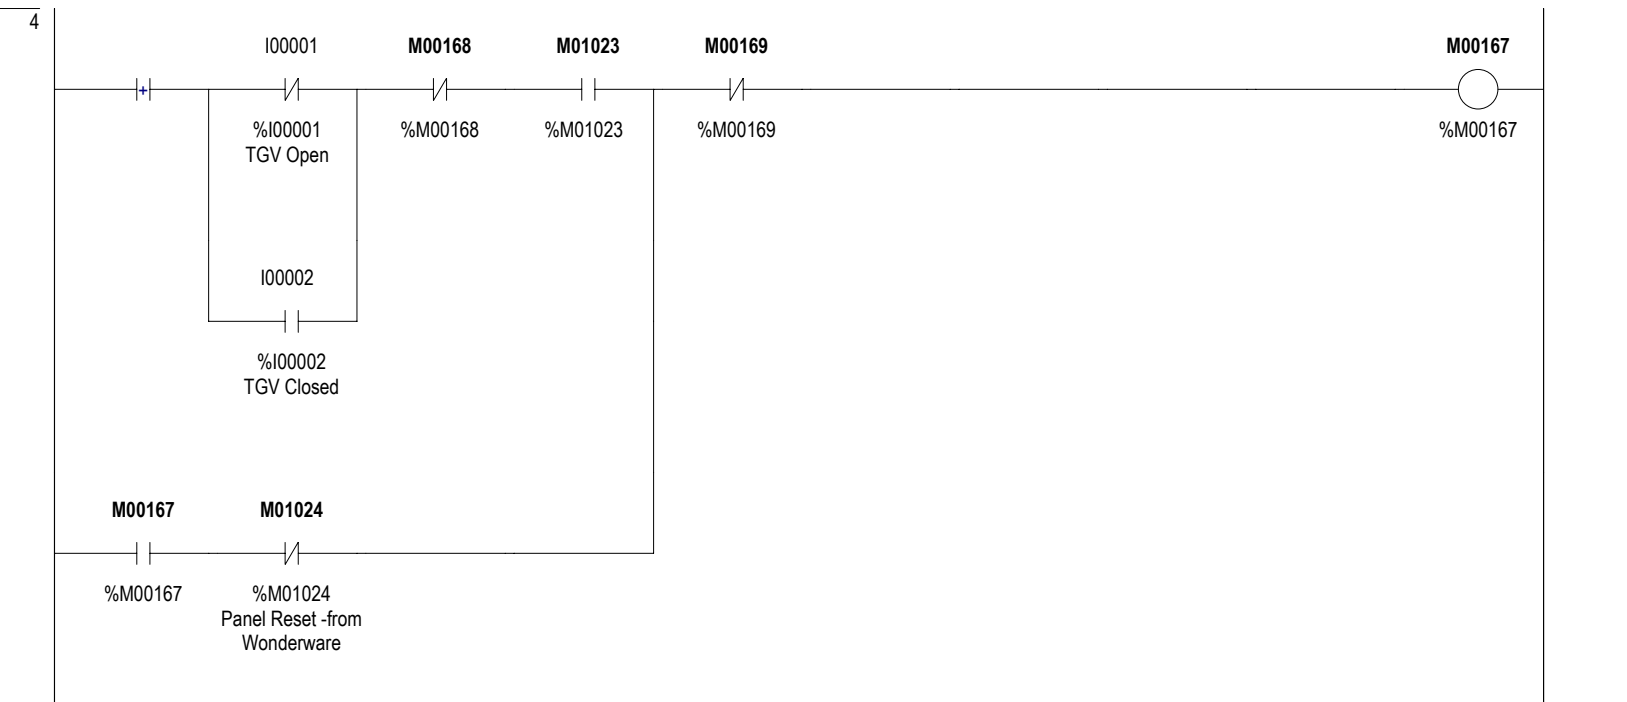 4
I00001 M00168 M01023 M00169 M00167
+
%I00001 %M00168 %M01023 %M00169 %M00167
TGV Open
I00002
%I00002
TGV Closed
M00167 M01024
%M00167 %M01024
Panel Reset -from
Wonderware